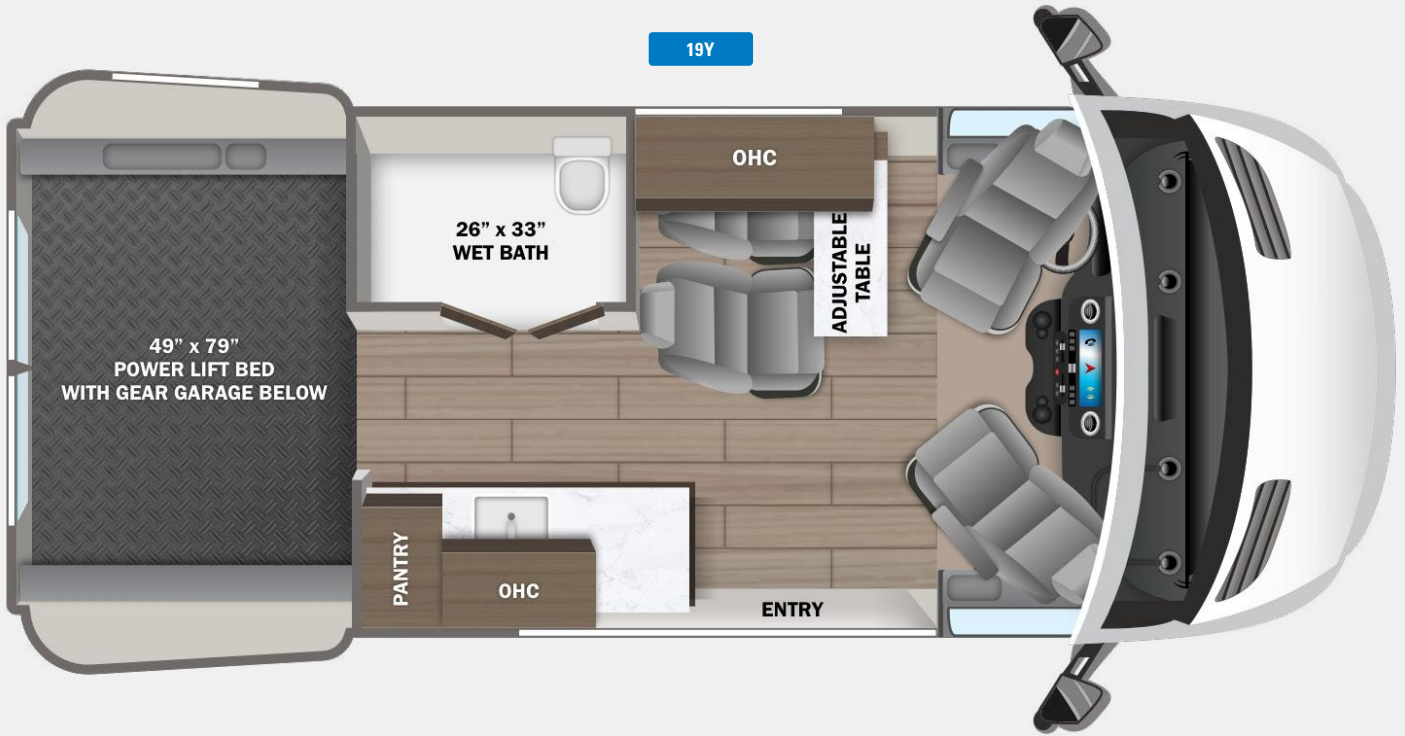 19Y
OHC
26” x 33”
WET BATH
ADJUSTABLE
TABLE
49” x 79”
POWER LIFT BED
WITH GEAR GARAGE BELOW
PANTRY
OHC
ENTRY